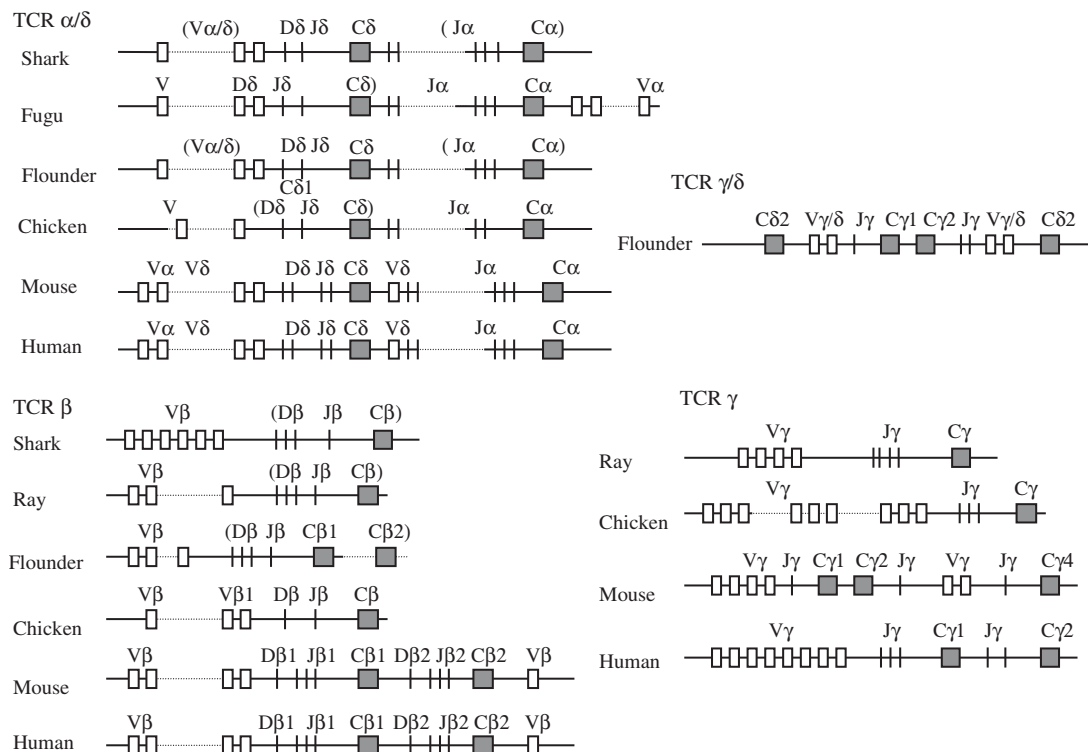 TCR α/δ
(Vα/δ) Dδ Jδ Cδ ( Jα Cα)
Shark
V Dδ Jδ Cδ) Jα Cα Vα
Fugu
(Vα/δ) Dδ Jδ Cδ ( Jα Cα)
Flounder
Cδ1
V (Dδ Jδ Cδ) Jα Cα
Chicken
Vα Vδ Dδ Jδ Cδ Vδ Jα Cα
Mouse
Vα Vδ Dδ Jδ Cδ Vδ Jα Cα
Human
TCR γ/δ
Cδ2 Vγ/δ Jγ Cγ1 Cγ2 Jγ Vγ/δ Cδ2
Flounder
TCR β
Vβ (Dβ Jβ Cβ)
Shark
Vβ (Dβ Jβ Cβ)
Ray
Vβ (Dβ Jβ Cβ1 Cβ2)
Flounder
Vβ Vβ1 Dβ Jβ Cβ
Chicken
Vβ Dβ1 Jβ1 Cβ1 Dβ2 Jβ2 Cβ2 Vβ
Mouse
Vβ Dβ1 Jβ1 Cβ1 Dβ2 Jβ2 Cβ2 Vβ
Human
TCR γ
Vγ Jγ Cγ
Ray
Vγ Jγ Cγ
Chicken
Vγ Jγ Cγ1 Cγ2 Jγ Vγ Jγ Cγ4
Mouse
Vγ Jγ Cγ1 Jγ Cγ2
Human